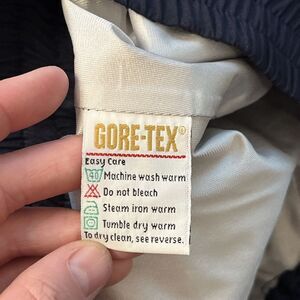 GORE-TEX®
Easy Care
40 Machine wash warm
Do not bleach
Steam iron warm
Tumble dry warm
To dry clean, see reverse.